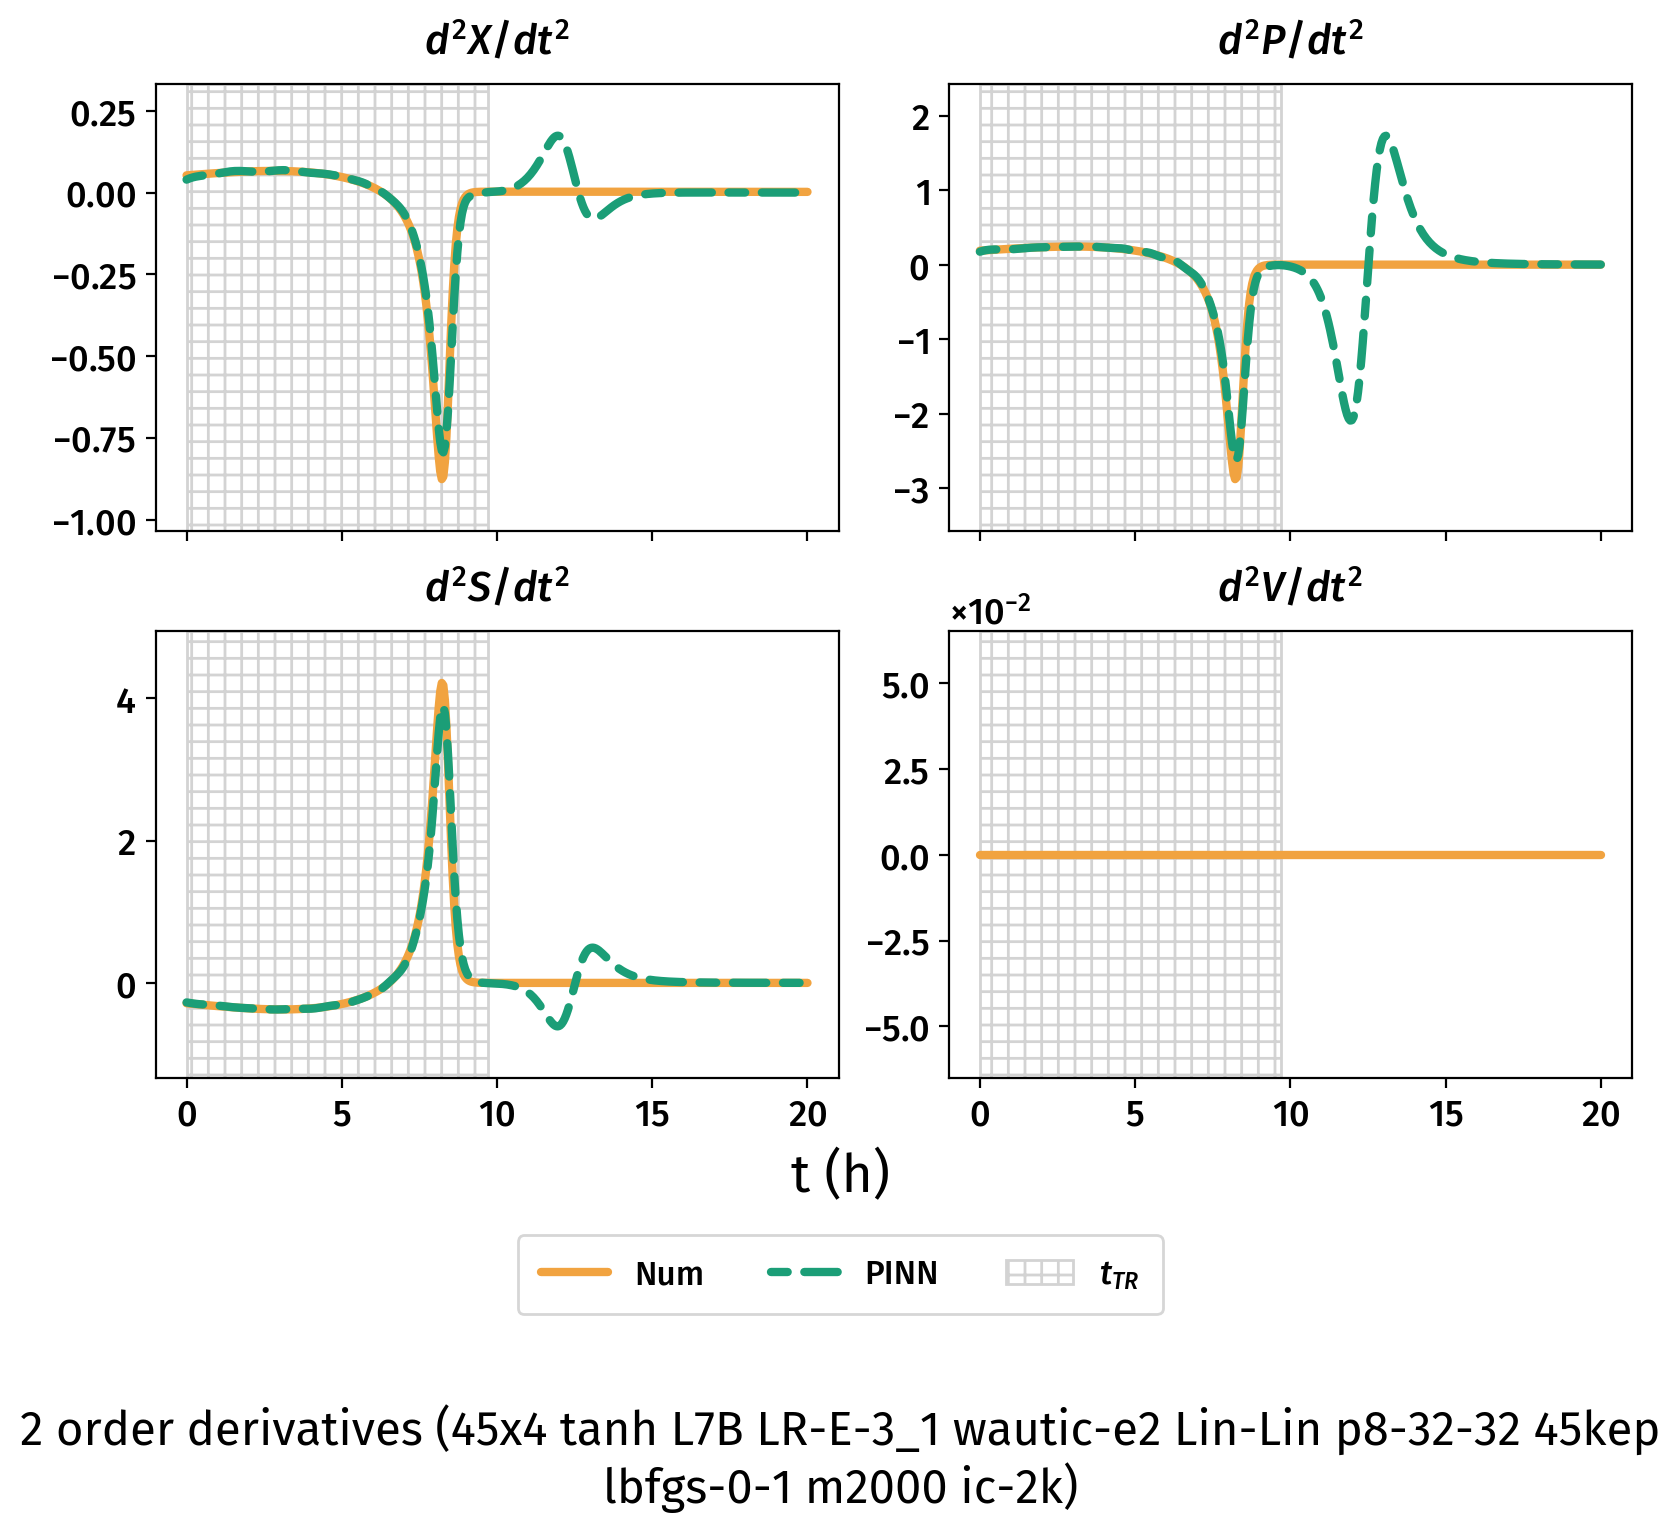 d²X/dt²
d²P/dt²
0.25
0.00
−0.25
−0.50
−0.75
−1.00
2
1
0
−1
−2
−3
d²S/dt²
d²V/dt²
×10⁻²
4
2
0
5.0
2.5
0.0
−2.5
−5.0
0 5 10 15 20
0 5 10 15 20
t (h)
Num PINN t_TR
2 order derivatives (45x4 tanh L7B LR-E-3_1 wautic-e2 Lin-Lin p8-32-32 45kep
lbfgs-0-1 m2000 ic-2k)